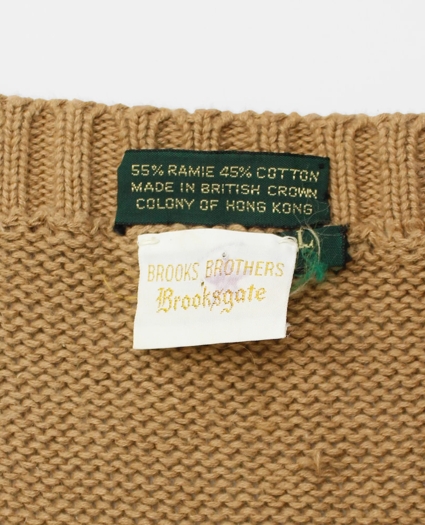 55% RAMIE 45% COTTON
MADE IN BRITISH CROWN
COLONY OF HONG KONG
BROOKS BROTHERS
Brooksgate